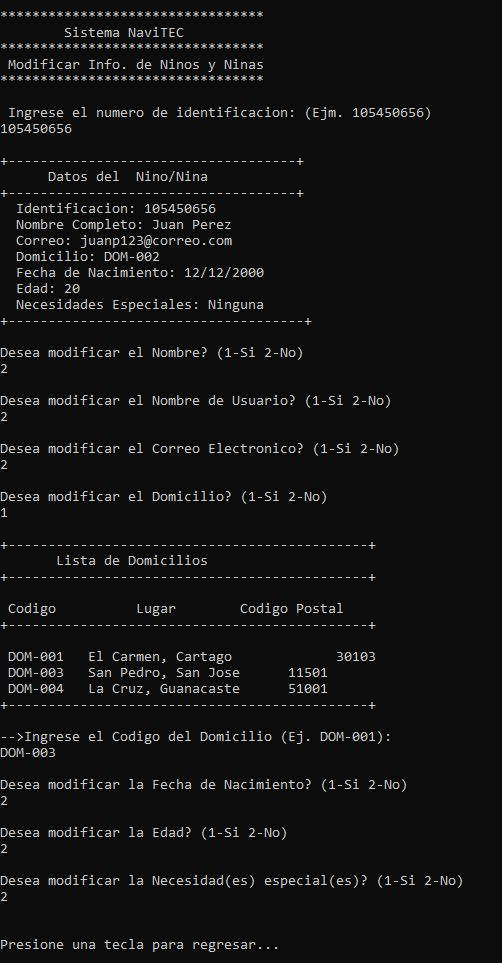 *********************************
Sistema NaviTEC
*********************************
Modificar Info. de Ninos y Ninas
*********************************
Ingrese el numero de identificacion: (Ejm. 105450656)
105450656
+------------------------------------+
Datos del  Nino/Nina
+------------------------------------+
Identificacion: 105450656
Nombre Completo: Juan Perez
Correo: juanp123@correo.com
Domicilio: DOM-002
Fecha de Nacimiento: 12/12/2000
Edad: 20
Necesidades Especiales: Ninguna
+-------------------------------------+
Desea modificar el Nombre? (1-Si 2-No)
2
Desea modificar el Nombre de Usuario? (1-Si 2-No)
2
Desea modificar el Correo Electronico? (1-Si 2-No)
2
Desea modificar el Domicilio? (1-Si 2-No)
1
+---------------------------------------------+
Lista de Domicilios
+---------------------------------------------+
Codigo          Lugar        Codigo Postal
+---------------------------------------------+
DOM-001   El Carmen, Cartago             30103
DOM-003   San Pedro, San Jose      11501
DOM-004   La Cruz, Guanacaste      51001
+---------------------------------------------+
-->Ingrese el Codigo del Domicilio (Ej. DOM-001):
DOM-003
Desea modificar la Fecha de Nacimiento? (1-Si 2-No)
2
Desea modificar la Edad? (1-Si 2-No)
2
Desea modificar la Necesidad(es) especial(es)? (1-Si 2-No)
2
Presione una tecla para regresar...